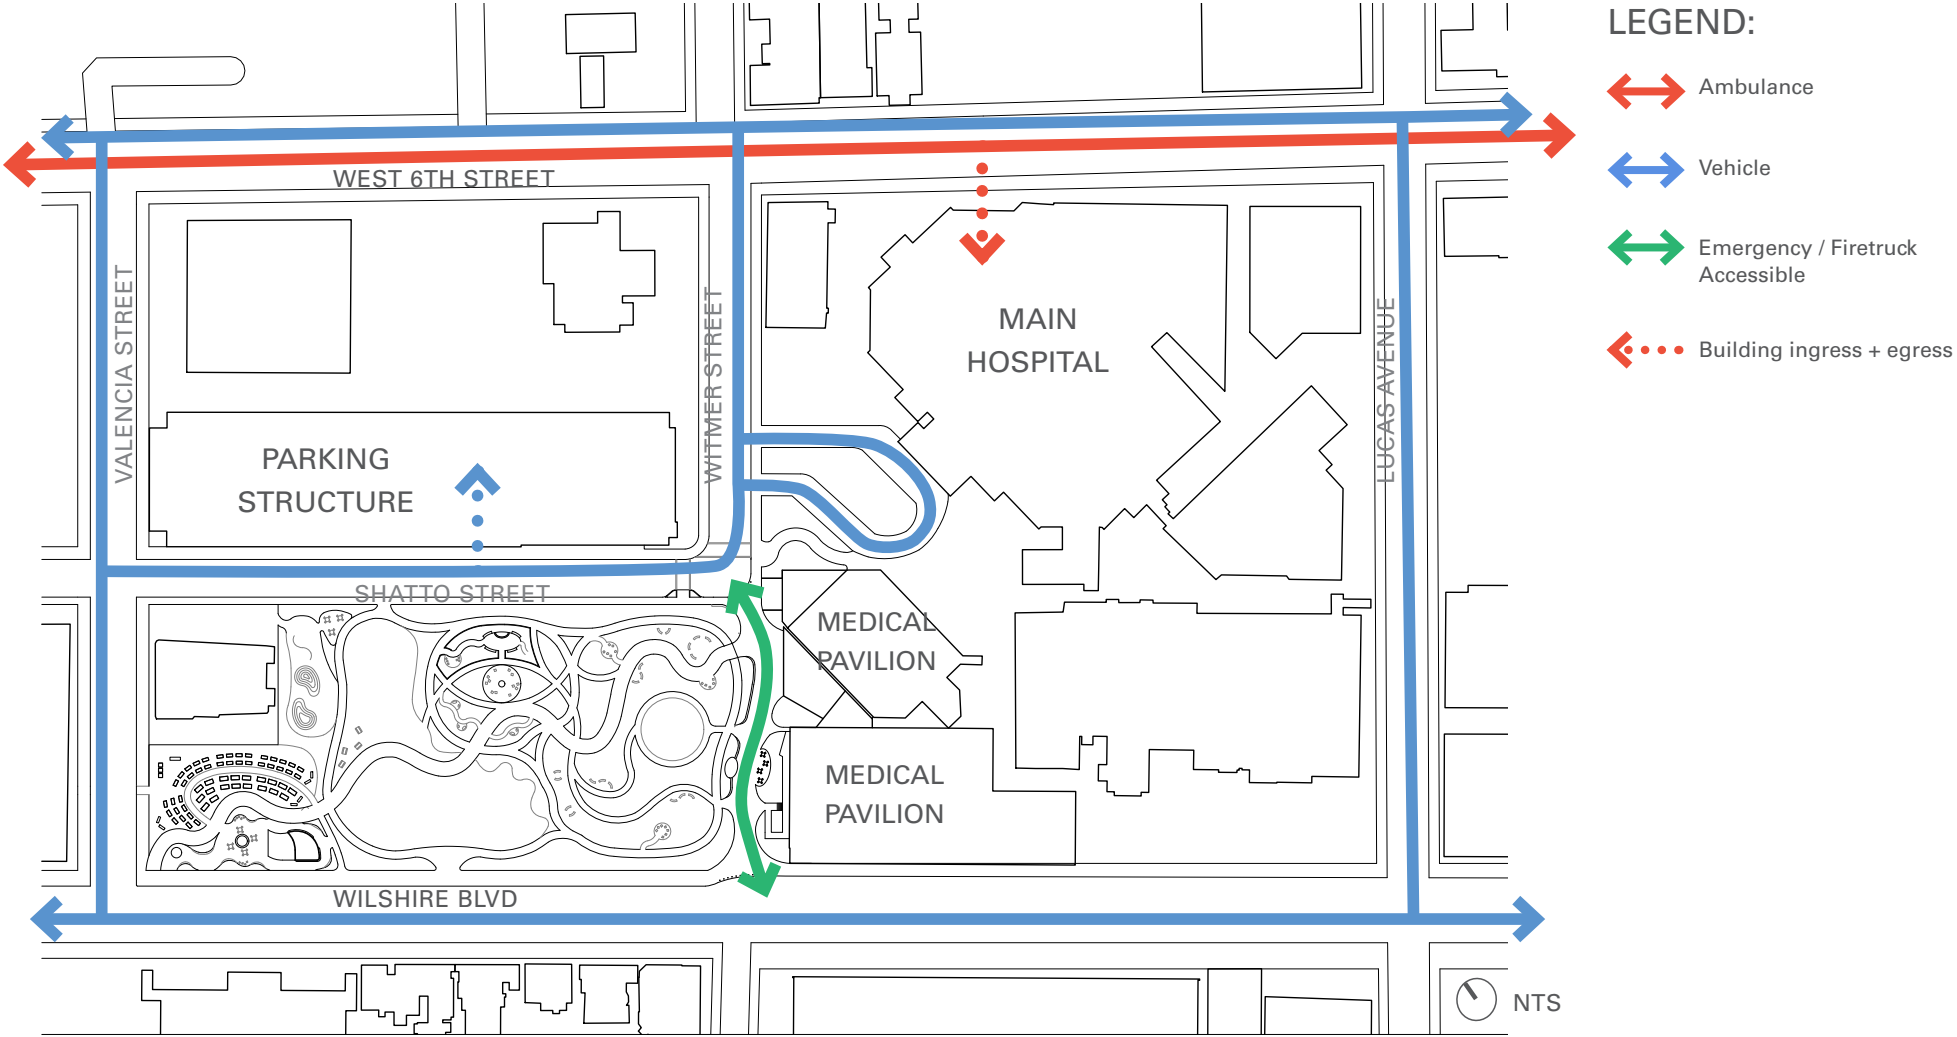 LEGEND:
Ambulance
Vehicle
Emergency / Firetruck
Accessible
Building ingress + egress
WEST 6TH STREET
VALENCIA STREET
WITMER STREET
LUCAS AVENUE
MAIN
HOSPITAL
PARKING
STRUCTURE
SHATTO STREET
MEDICAL
PAVILION
MEDICAL
PAVILION
WILSHIRE BLVD
NTS